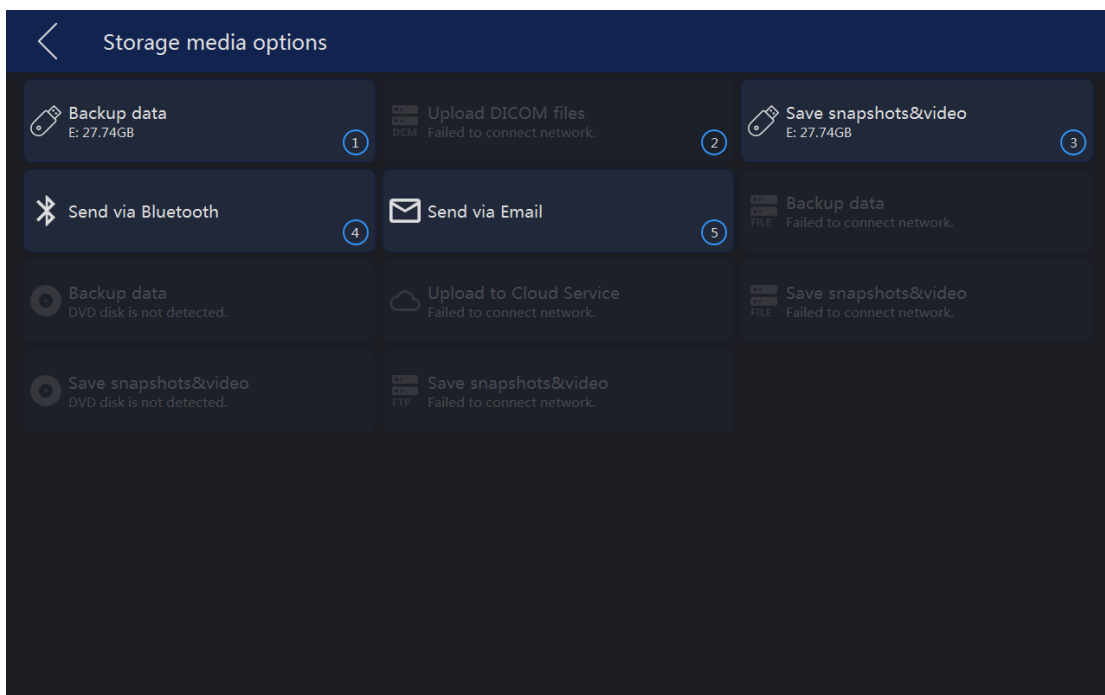 Storage media options
Backup data
E: 27.74GB
1
Upload DICOM files
DCM Failed to connect network.
2
Save snapshots&video
E: 27.74GB
3
Send via Bluetooth
4
Send via Email
5
Backup data
FILE Failed to connect network.
Backup data
DVD disk is not detected.
Upload to Cloud Service
Failed to connect network.
Save snapshots&video
FILE Failed to connect network.
Save snapshots&video
DVD disk is not detected.
Save snapshots&video
FTP Failed to connect network.